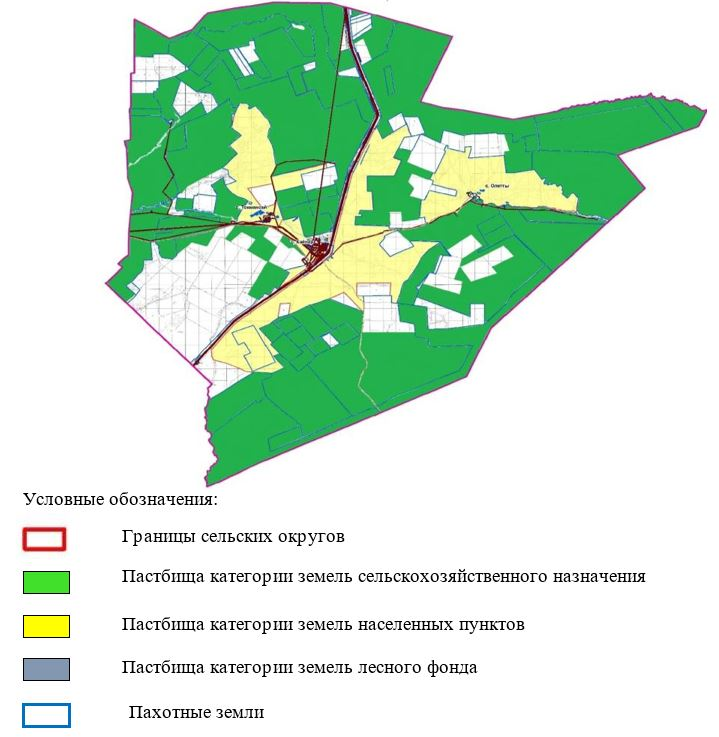 с. Оленты
Условные обозначения:
Границы сельских округов
Пастбища категории земель сельскохозяйственного назначения
Пастбища категории земель населенных пунктов
Пастбища категории земель лесного фонда
Пахотные земли